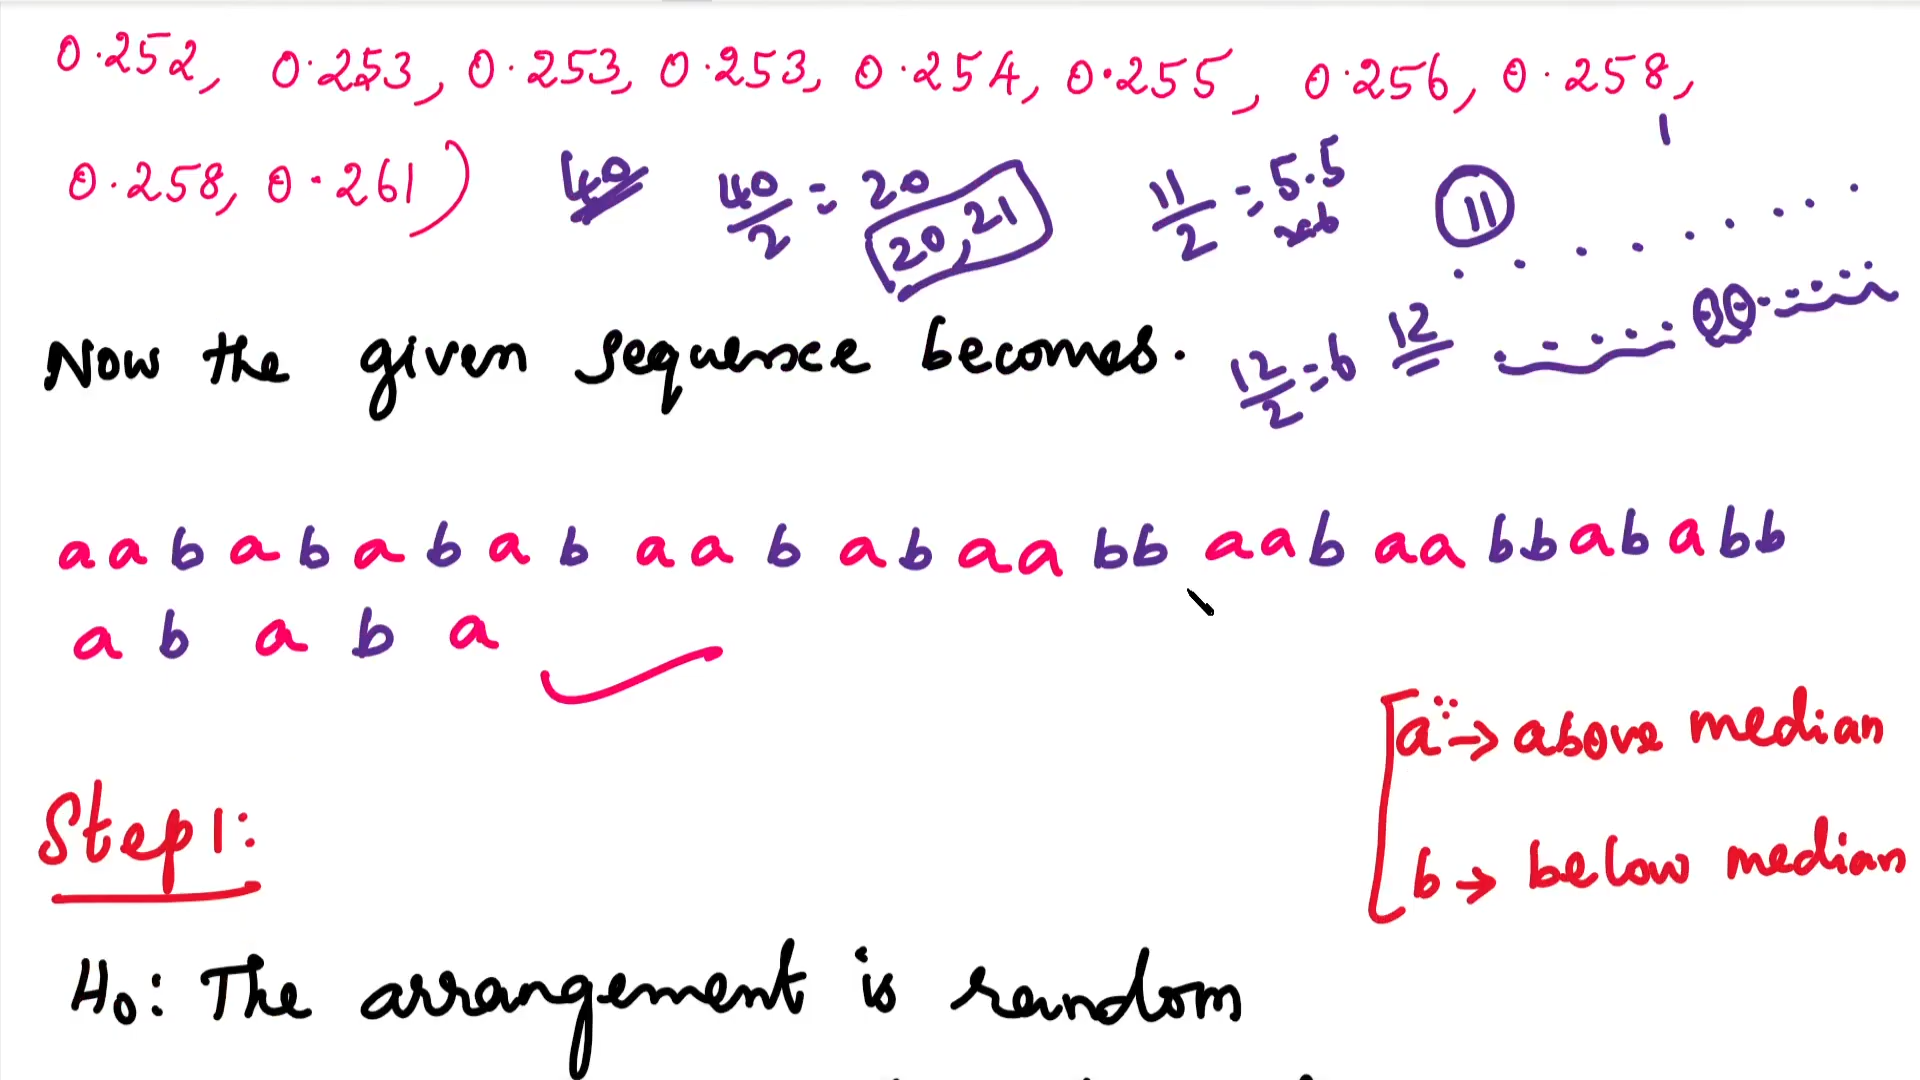 0.252, 0.253, 0.253, 0.253, 0.254, 0.255, 0.256, 0.258,
0.258, 0.261)
40
40/2 = 20
20, 21
11/2 = 5.5
11
12/2 = 6
12
Now the given sequence becomes.
a a b a b a b a b a a b a b a a b b a a b a a b b a b a b b
a b a b a
a → above median
b → below median
Step 1:
H0: The arrangement is random